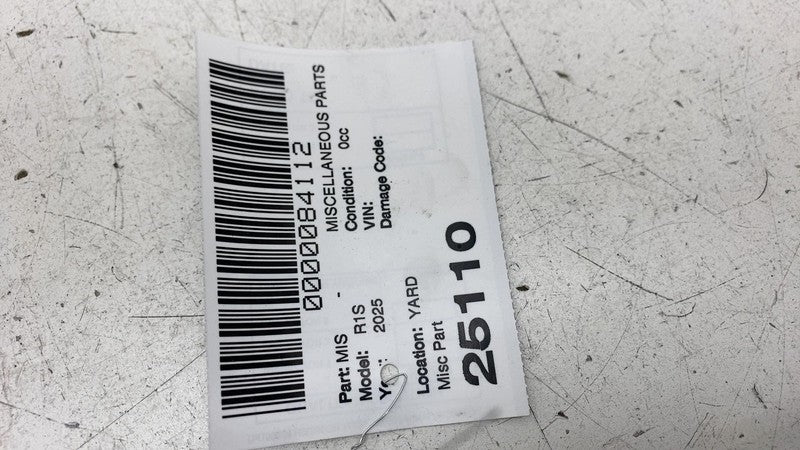 0000084112
Part: MIS - MISCELLANEOUS PARTS
Model: R1S Condition: 0cc
2025 VIN:
Damage Code:
Location: YARD
Misc Part
25110